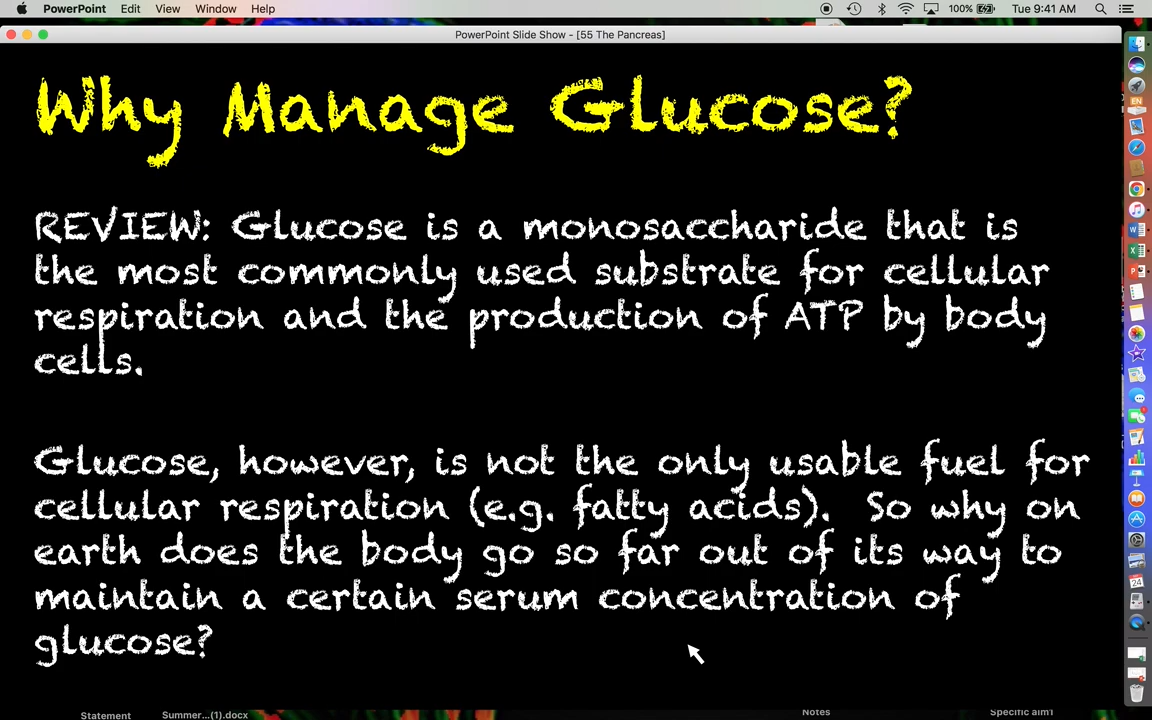 PowerPoint Edit View Window Help 100% Tue 9:41 AM
PowerPoint Slide Show - [55 The Pancreas]
Why Manage Glucose?
REVIEW: Glucose is a monosaccharide that is
the most commonly used substrate for cellular
respiration and the production of ATP by body
cells.
Glucose, however, is not the only usable fuel for
cellular respiration (e.g. fatty acids). So why on
earth does the body go so far out of its way to
maintain a certain serum concentration of
glucose?
Statement Summer...(1).docx Notes Specific aim1